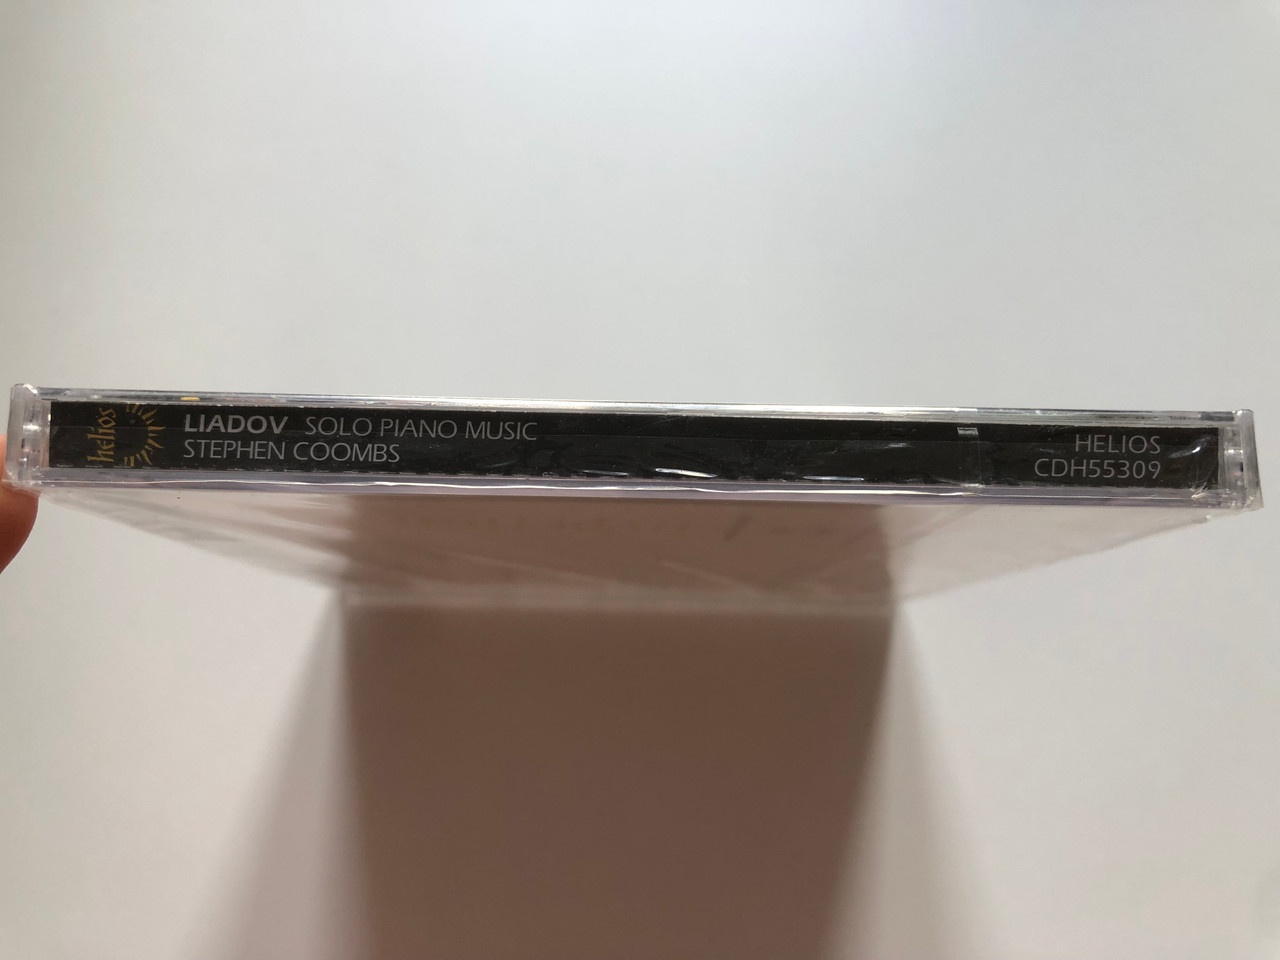 helios
LIADOV SOLO PIANO MUSIC
STEPHEN COOMBS
HELIOS
CDH55309